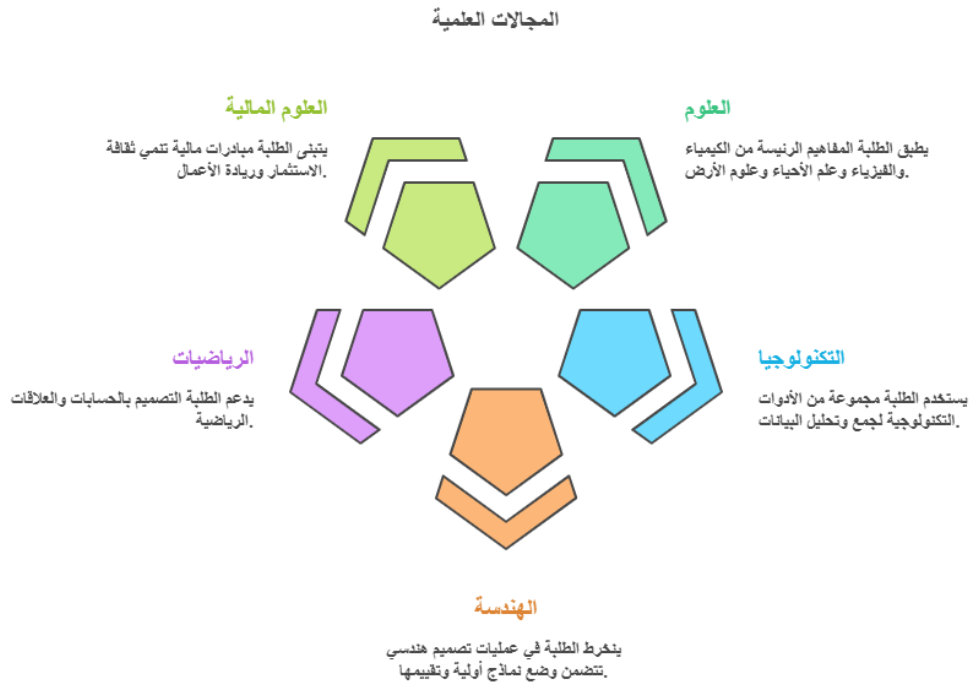 المجالات العلمية
العلوم
يطبق الطلبة المفاهيم الرئيسة من الكيمياء
والفيزياء وعلم الأحياء وعلوم الأرض.
العلوم المالية
يتبنى الطلبة مبادرات مالية تنمي ثقافة
الاستثمار وريادة الأعمال.
التكنولوجيا
يستخدم الطلبة مجموعة من الأدوات
التكنولوجية لجمع وتحليل البيانات.
الرياضيات
يدعم الطلبة التصميم بالحسابات والعلاقات
الرياضية.
الهندسة
ينخرط الطلبة في عمليات تصميم هندسي
تتضمن وضع نماذج أولية وتقييمها.